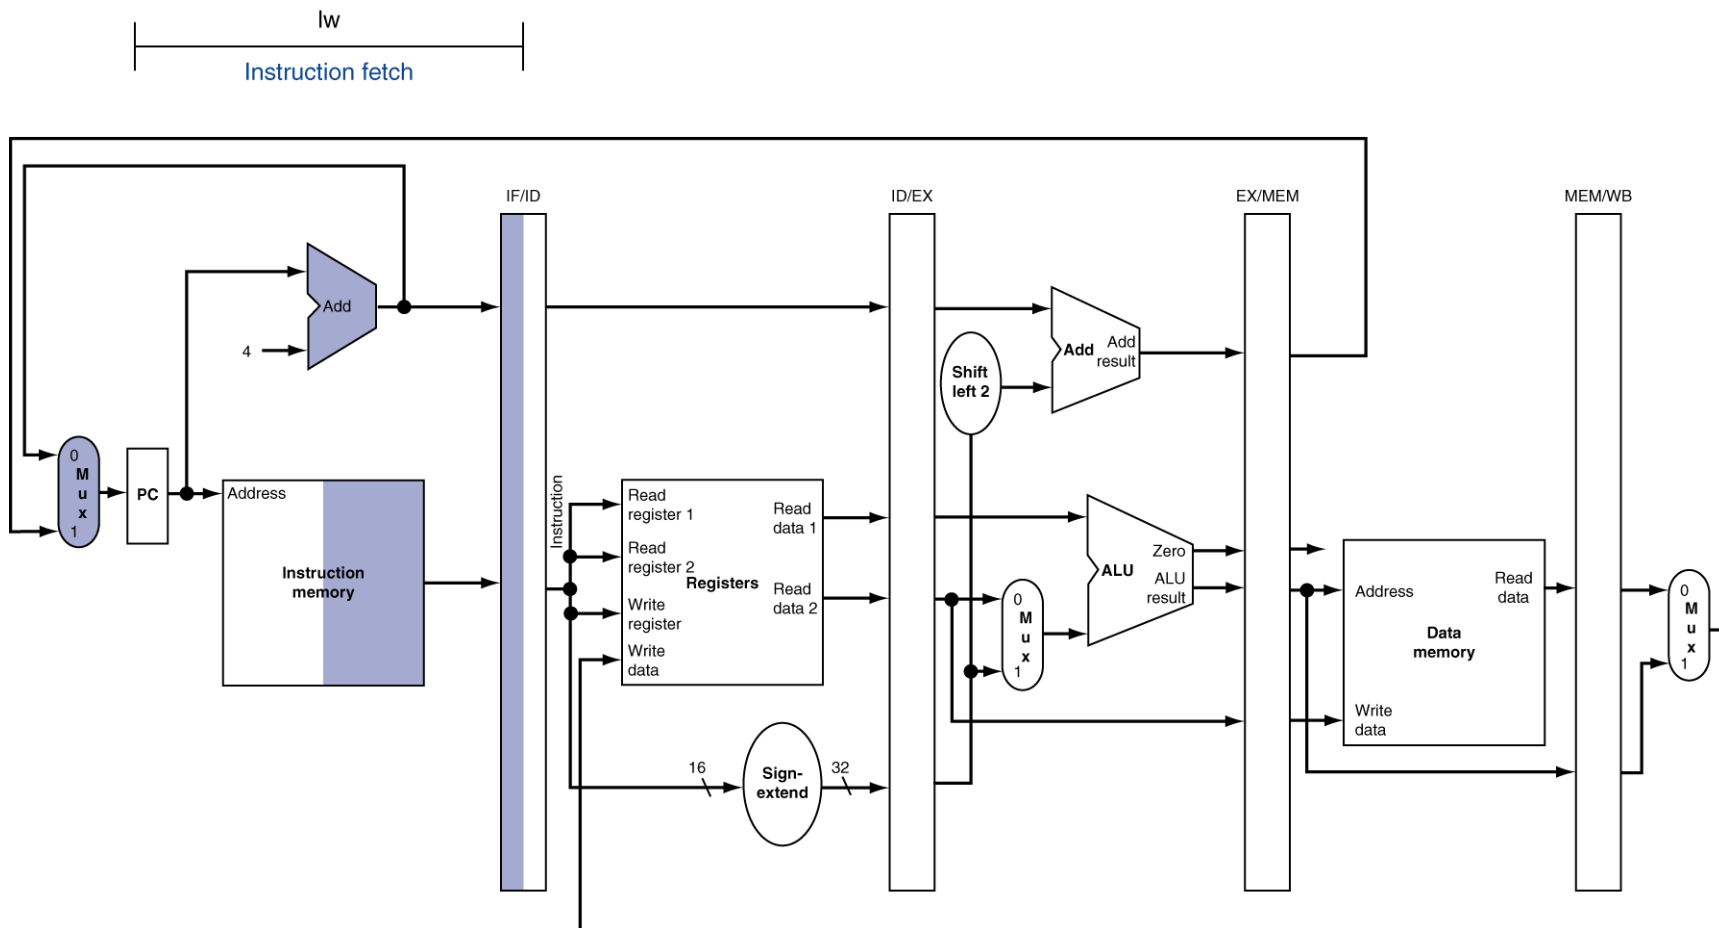 lw
Instruction fetch
IF/ID
ID/EX
EX/MEM
MEM/WB
Add
4
Add
Add
result
Shift
left 2
0
M
u
x
1
PC
Address
Instruction
memory
Instruction
Read
register 1
Read
register 2
Write
register
Write
data
Registers
Read
data 1
Read
data 2
16
Sign-
extend
32
0
M
u
x
1
Zero
ALU
ALU
result
Address
Read
data
Data
memory
Write
data
0
M
u
x
1